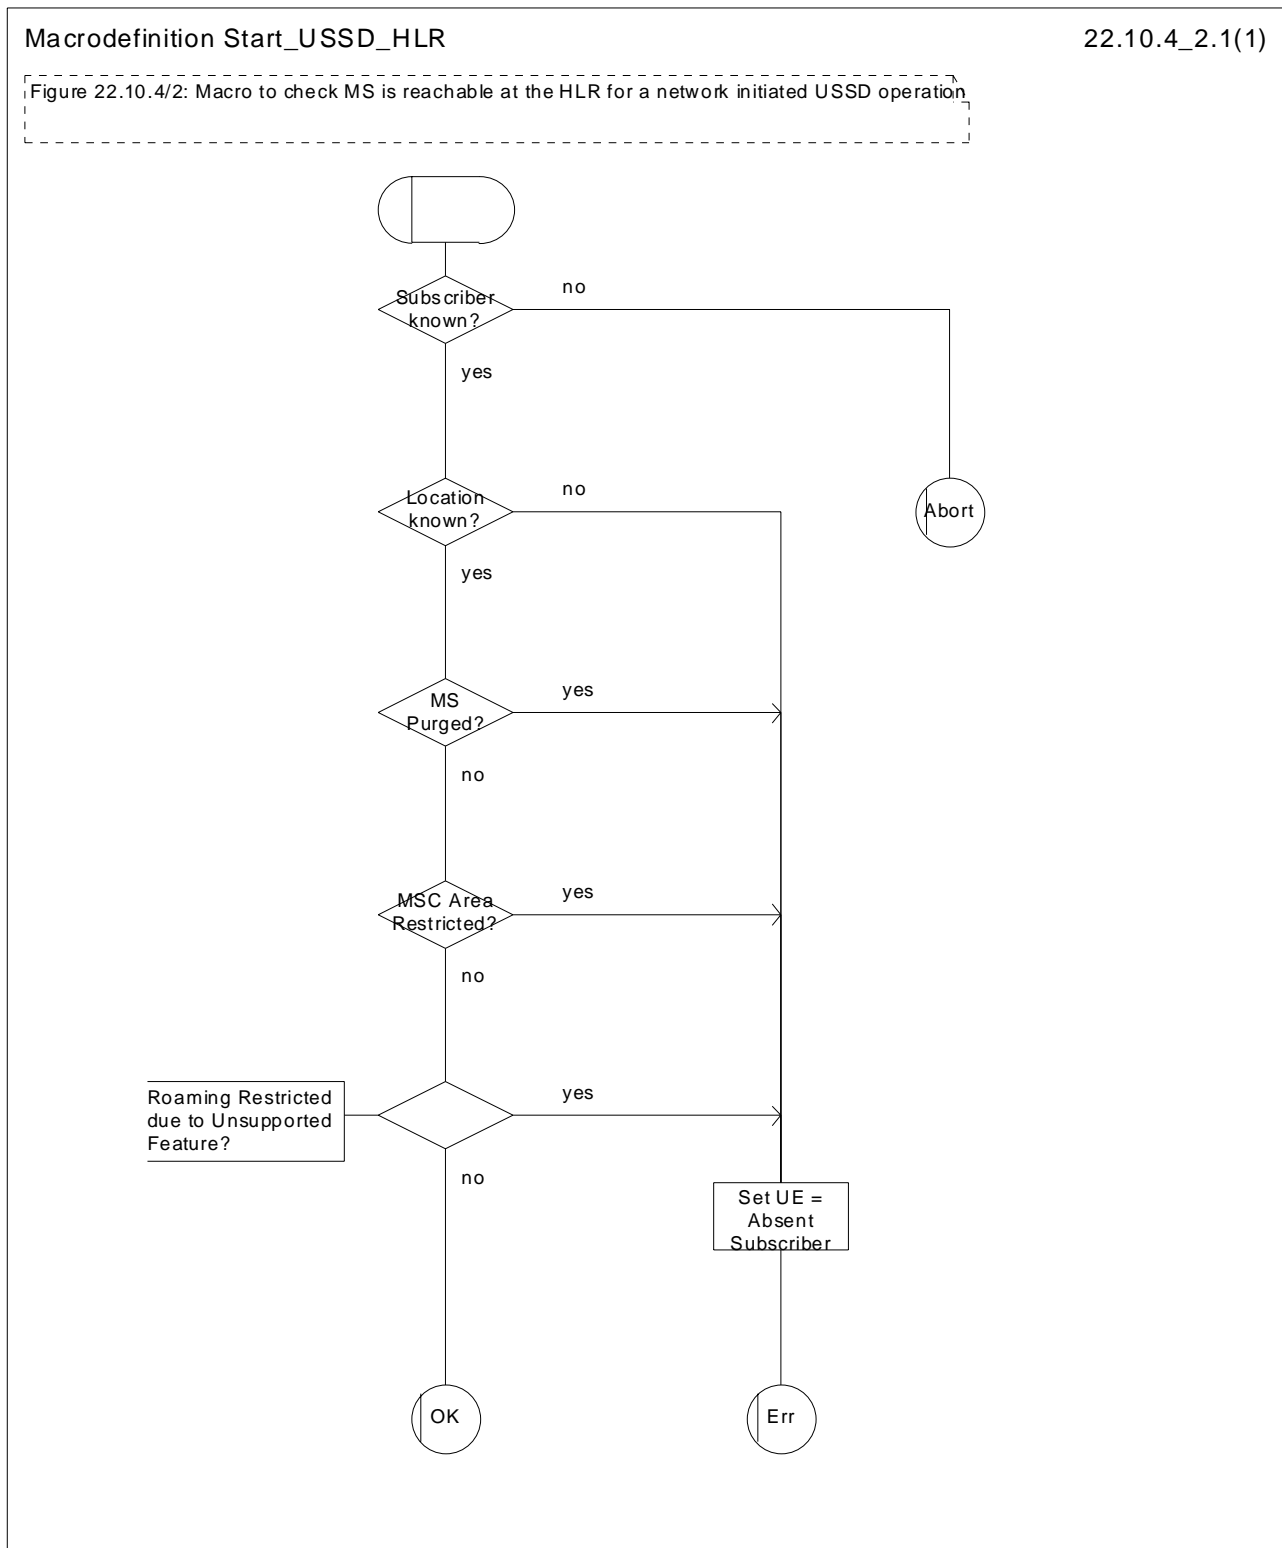 Macrodefinition Start_USSD_HLR
22.10.4_2.1(1)
Figure 22.10.4/2: Macro to check MS is reachable at the HLR for a network initiated USSD operation
Subscriber
known?
no
yes
Location
known?
no
Abort
yes
MS
Purged?
yes
no
MSC Area
Restricted?
yes
no
Roaming Restricted
due to Unsupported
Feature?
yes
no
Set UE =
Absent
Subscriber
OK
Err